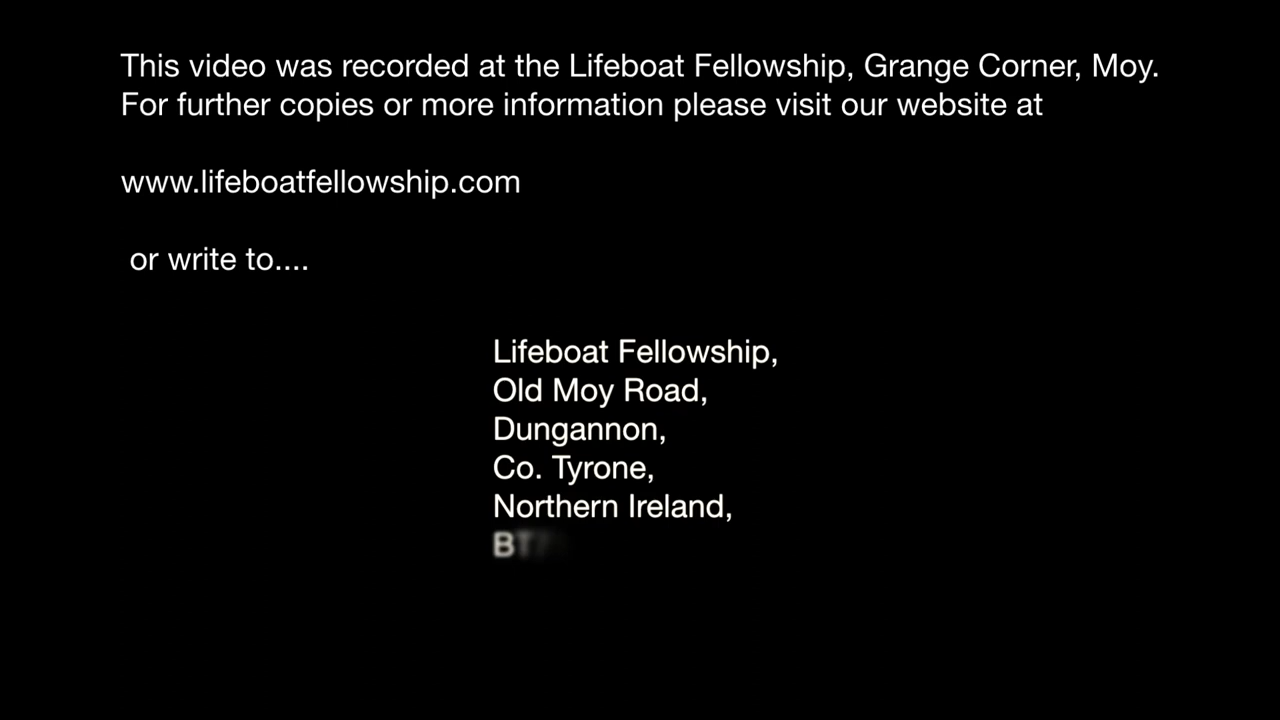 This video was recorded at the Lifeboat Fellowship, Grange Corner, Moy.
For further copies or more information please visit our website at
www.lifeboatfellowship.com
or write to....
Lifeboat Fellowship,
Old Moy Road,
Dungannon,
Co. Tyrone,
Northern Ireland,